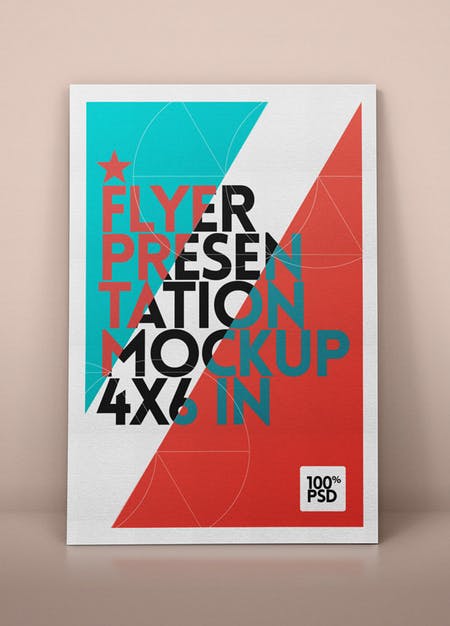 FLYER
PRESEN
TATION
MOCKUP
4X6 IN
100%
PSD